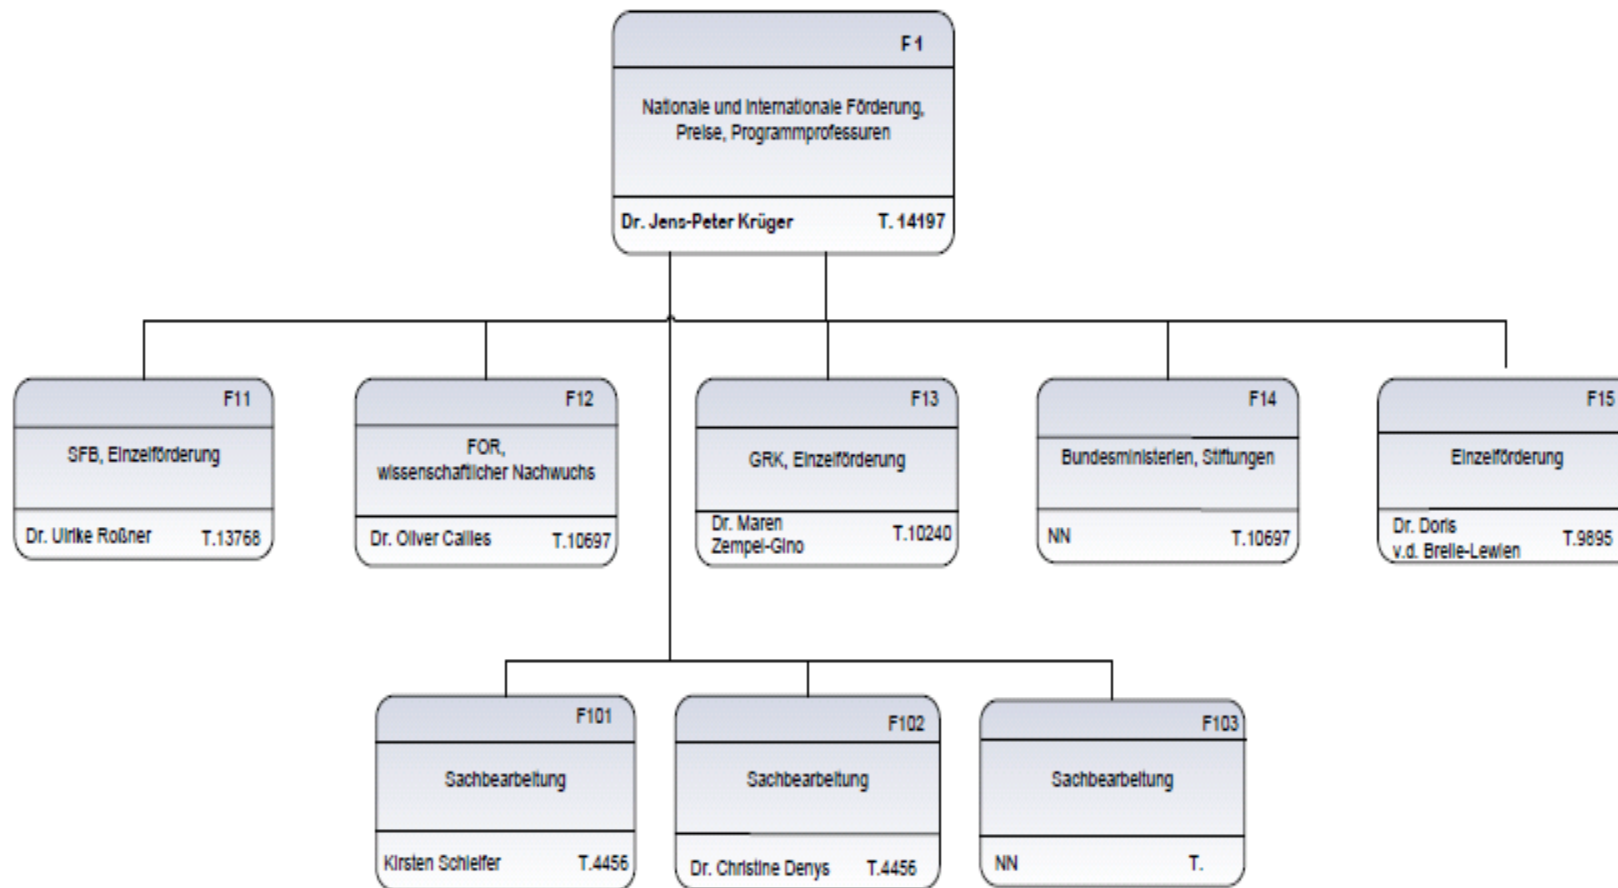 F1
Nationale und Internationale Förderung,
Preise, Programmprofessuren
Dr. Jens-Peter Krüger T. 14197
F11
SFB, Einzelförderung
Dr. Ulrike Roßner T.13768
F12
FOR,
wissenschaftlicher Nachwuchs
Dr. Oliver Cailles T.10697
F13
GRK, Einzelförderung
Dr. Maren
Zempel-Gino T.10240
F14
Bundesministerien, Stiftungen
NN T.10697
F15
Einzelförderung
Dr. Doris
v.d. Brelie-Lewien T.9895
F101
Sachbearbeitung
Kirsten Schleifer T.4456
F102
Sachbearbeitung
Dr. Christine Denys T.4456
F103
Sachbearbeitung
NN T.